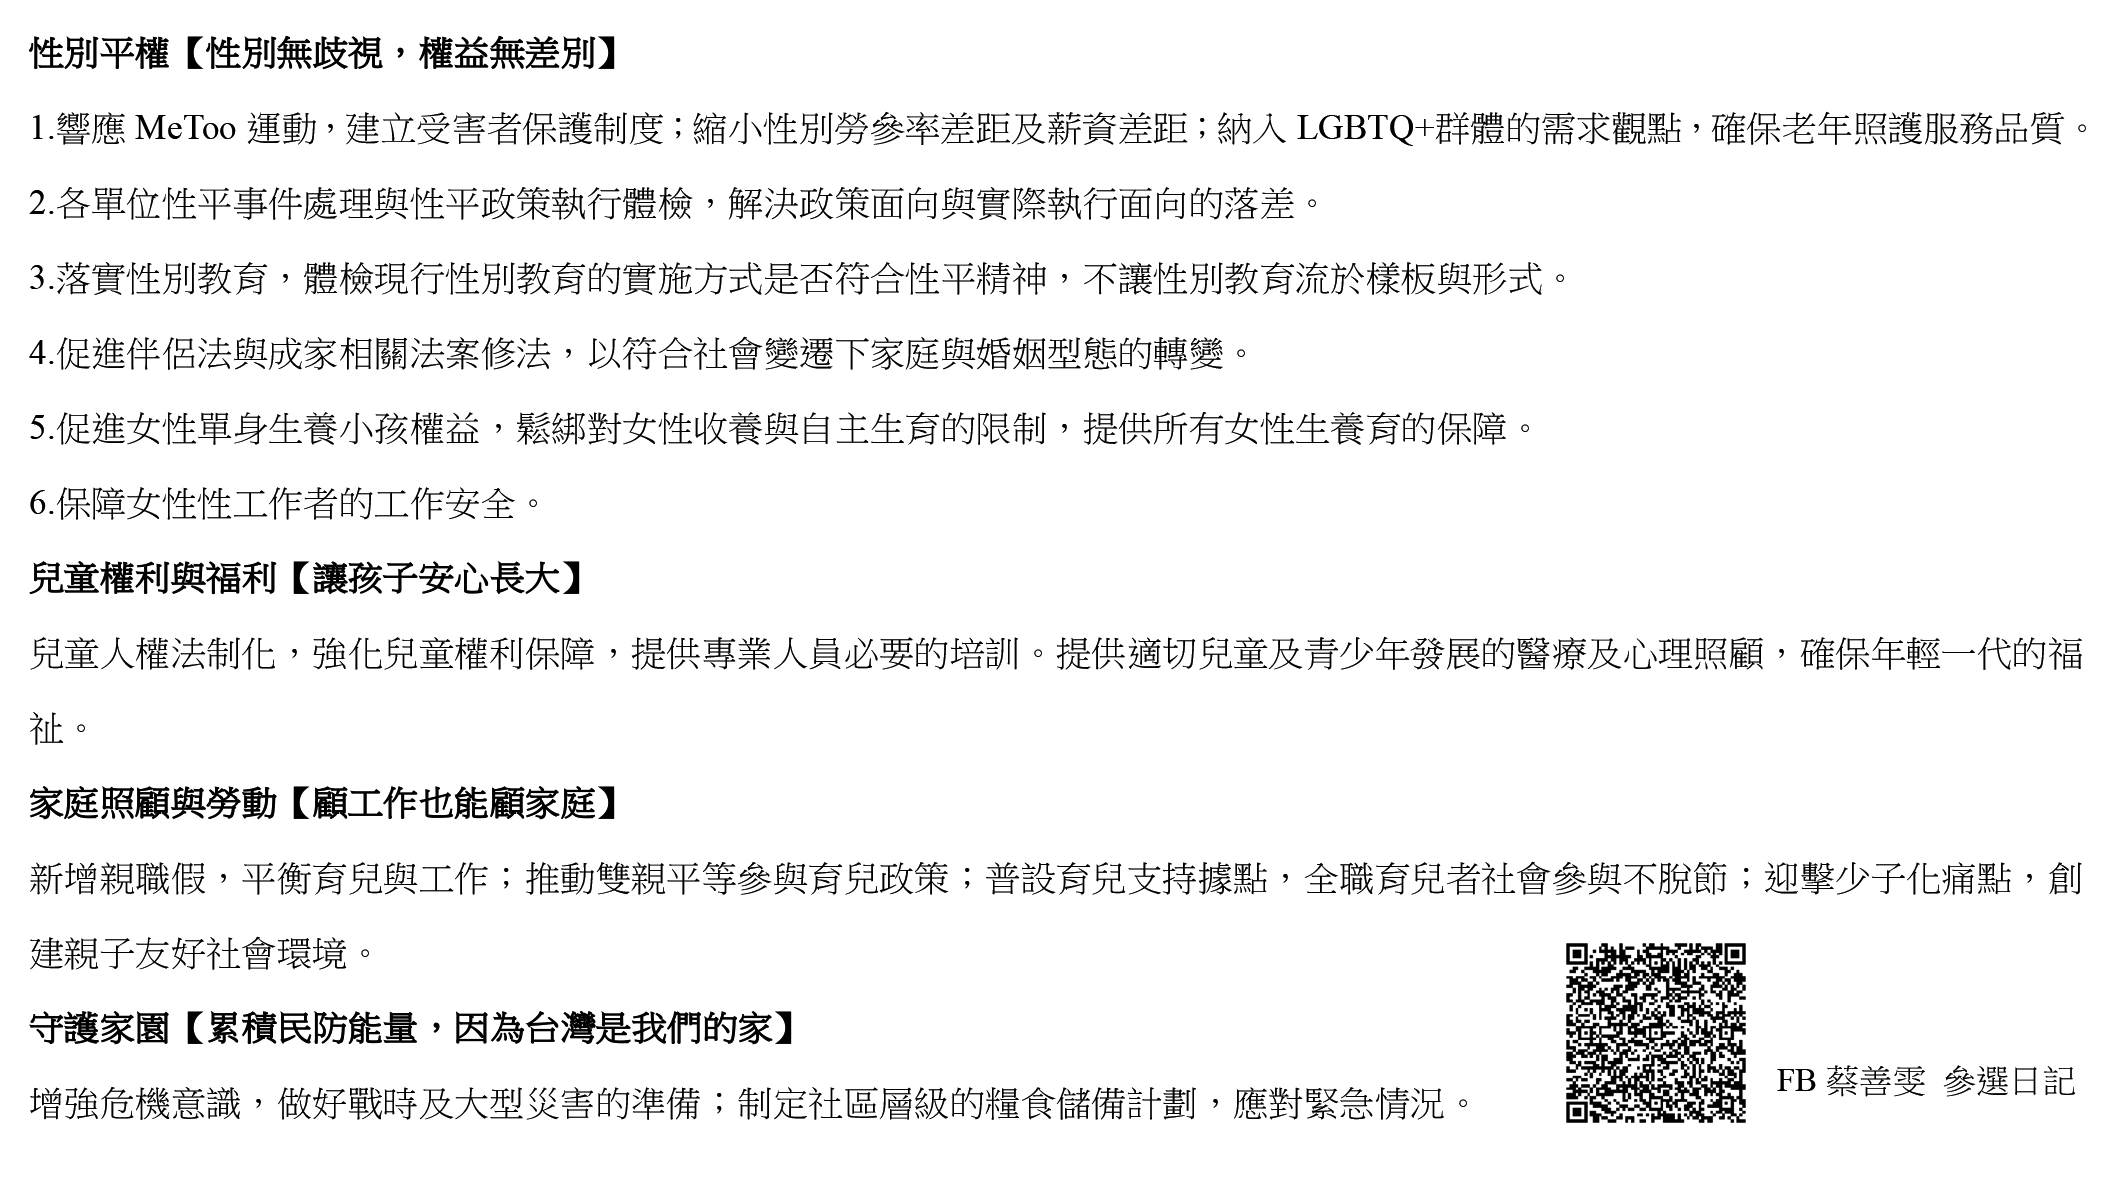 性別平權【性別無歧視，權益無差別】
1.響應 MeToo 運動，建立受害者保護制度；縮小性別勞參率差距及薪資差距；納入 LGBTQ+群體的需求觀點，確保老年照護服務品質。
2.各單位性平事件處理與性平政策執行體檢，解決政策面向與實際執行面向的落差。
3.落實性別教育，體檢現行性別教育的實施方式是否符合性平精神，不讓性別教育流於樣板與形式。
4.促進伴侶法與成家相關法案修法，以符合社會變遷下家庭與婚姻型態的轉變。
5.促進女性單身生養小孩權益，鬆綁對女性收養與自主生育的限制，提供所有女性生養育的保障。
6.保障女性性工作者的工作安全。
兒童權利與福利【讓孩子安心長大】
兒童人權法制化，強化兒童權利保障，提供專業人員必要的培訓。提供適切兒童及青少年發展的醫療及心理照顧，確保年輕一代的福
祉。
家庭照顧與勞動【顧工作也能顧家庭】
新增親職假，平衡育兒與工作；推動雙親平等參與育兒政策；普設育兒支持據點，全職育兒者社會參與不脫節；迎擊少子化痛點，創
建親子友好社會環境。
守護家園【累積民防能量，因為台灣是我們的家】
增強危機意識，做好戰時及大型災害的準備；制定社區層級的糧食儲備計劃，應對緊急情況。
FB 蔡善雯 參選日記